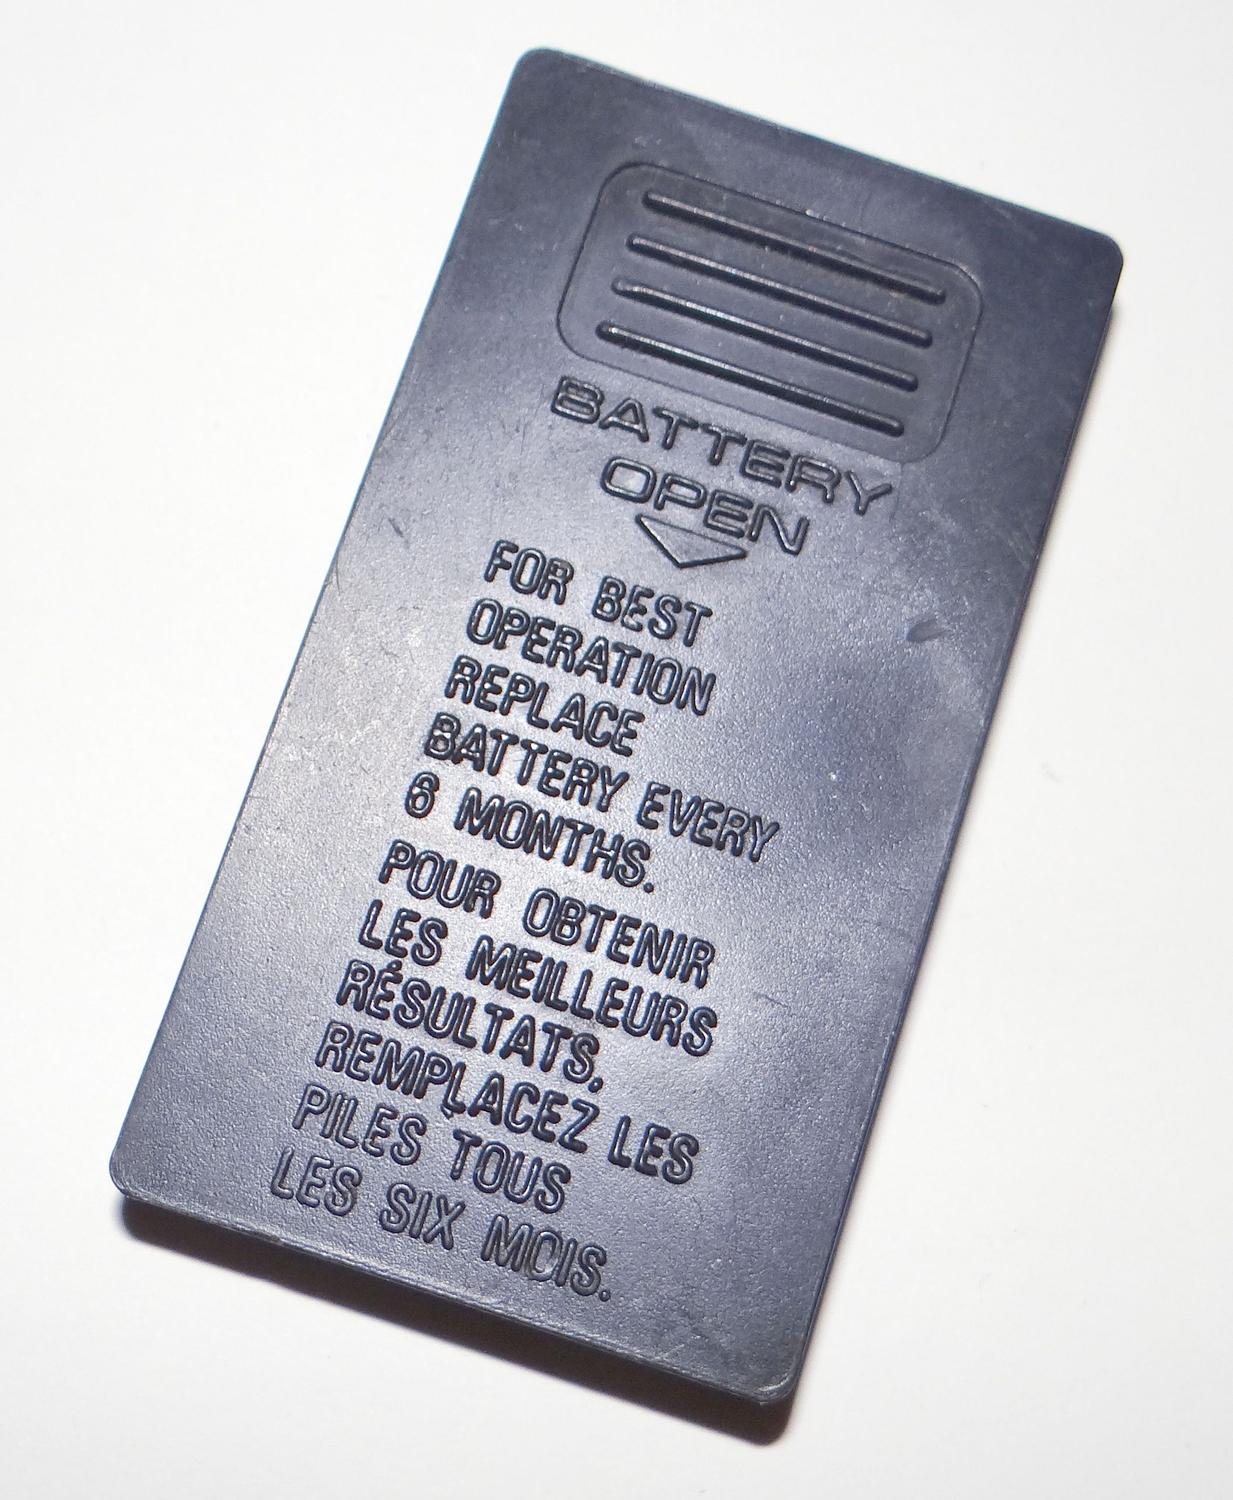 BATTERY
OPEN
FOR BEST
OPERATION
REPLACE
BATTERY EVERY
6 MONTHS.
POUR OBTENIR
LES MEILLEURS
RÉSULTATS,
REMPLACEZ LES
PILES TOUS
LES SIX MOIS.